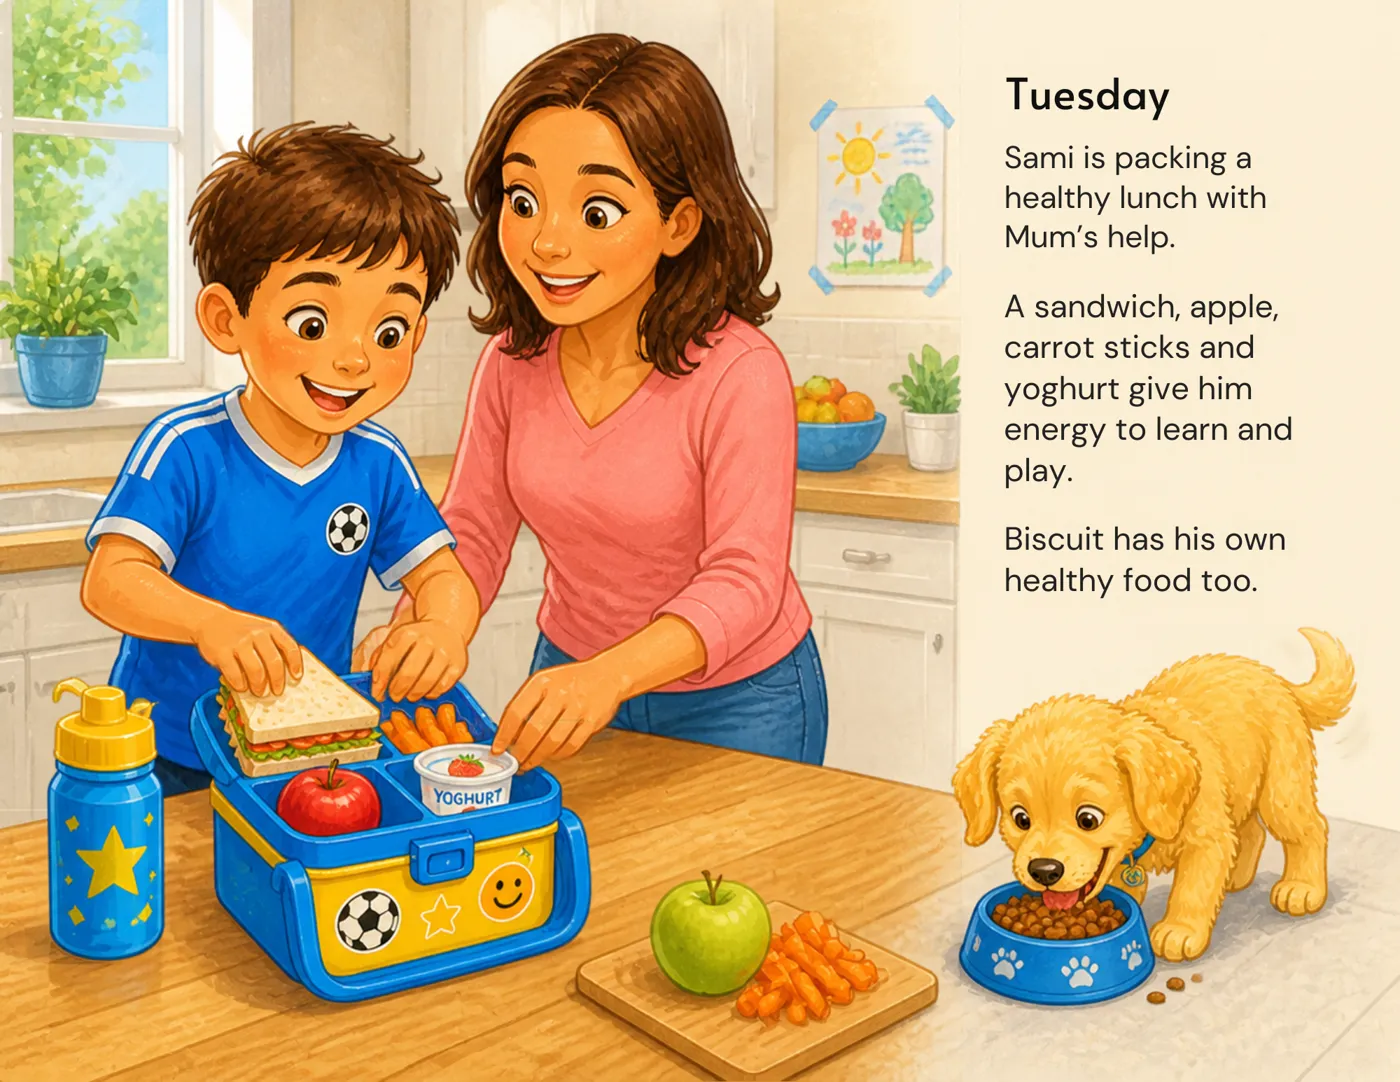 Tuesday
Sami is packing a
healthy lunch with
Mum's help.
A sandwich, apple,
carrot sticks and
yoghurt give him
energy to learn and
play.
Biscuit has his own
healthy food too.
YOGHURT